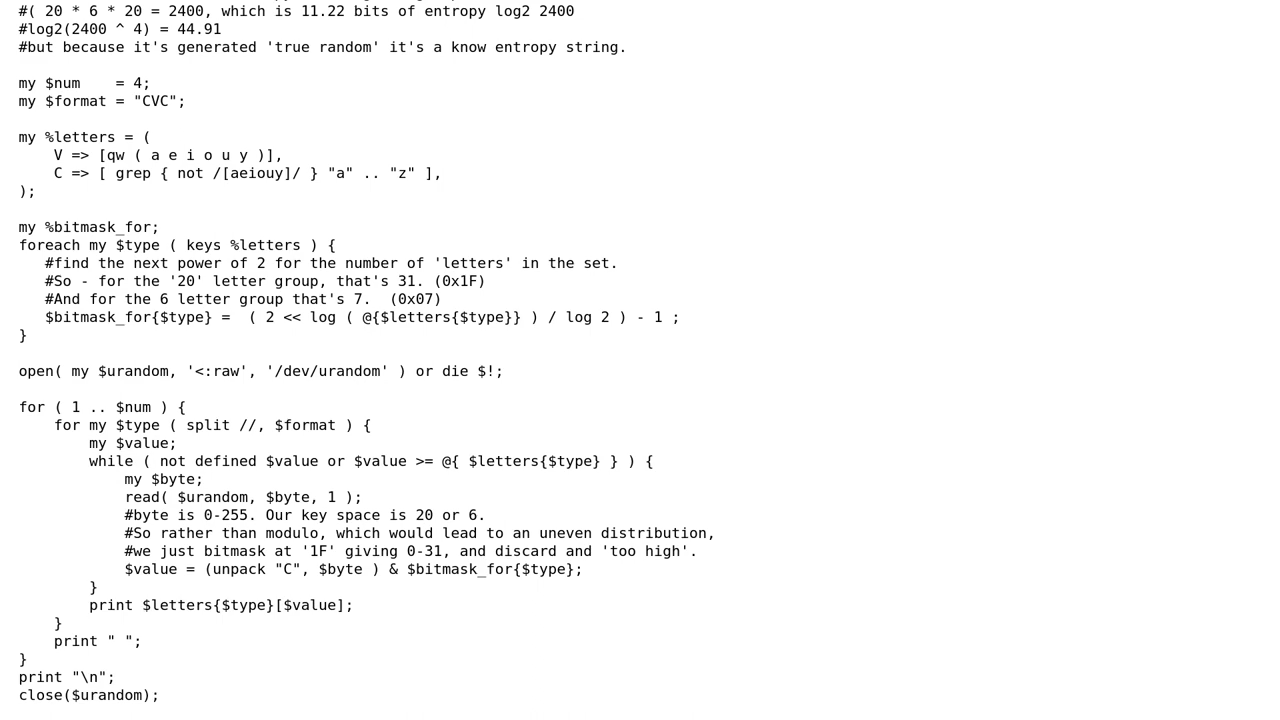 #( 20 * 6 * 20 = 2400, which is 11.22 bits of entropy log2 2400
#log2(2400 ^ 4) = 44.91
#but because it's generated 'true random' it's a know entropy string.

my $num    = 4;
my $format = "CVC";

my %letters = (
    V => [qw ( a e i o u y )],
    C => [ grep { not /[aeiouy]/ } "a" .. "z" ],
);

my %bitmask_for;
foreach my $type ( keys %letters ) {
   #find the next power of 2 for the number of 'letters' in the set.
   #So - for the '20' letter group, that's 31. (0x1F)
   #And for the 6 letter group that's 7.  (0x07)
   $bitmask_for{$type} =  ( 2 << log ( @{$letters{$type}} ) / log 2 ) - 1 ;
}

open( my $urandom, '<:raw', '/dev/urandom' ) or die $!;

for ( 1 .. $num ) {
    for my $type ( split //, $format ) {
        my $value;
        while ( not defined $value or $value >= @{ $letters{$type} } ) {
            my $byte;
            read( $urandom, $byte, 1 );
            #byte is 0-255. Our key space is 20 or 6.
            #So rather than modulo, which would lead to an uneven distribution,
            #we just bitmask at '1F' giving 0-31, and discard and 'too high'.
            $value = (unpack "C", $byte ) & $bitmask_for{$type};
        }
        print $letters{$type}[$value];
    }
    print " ";
}
print "\n";
close($urandom);